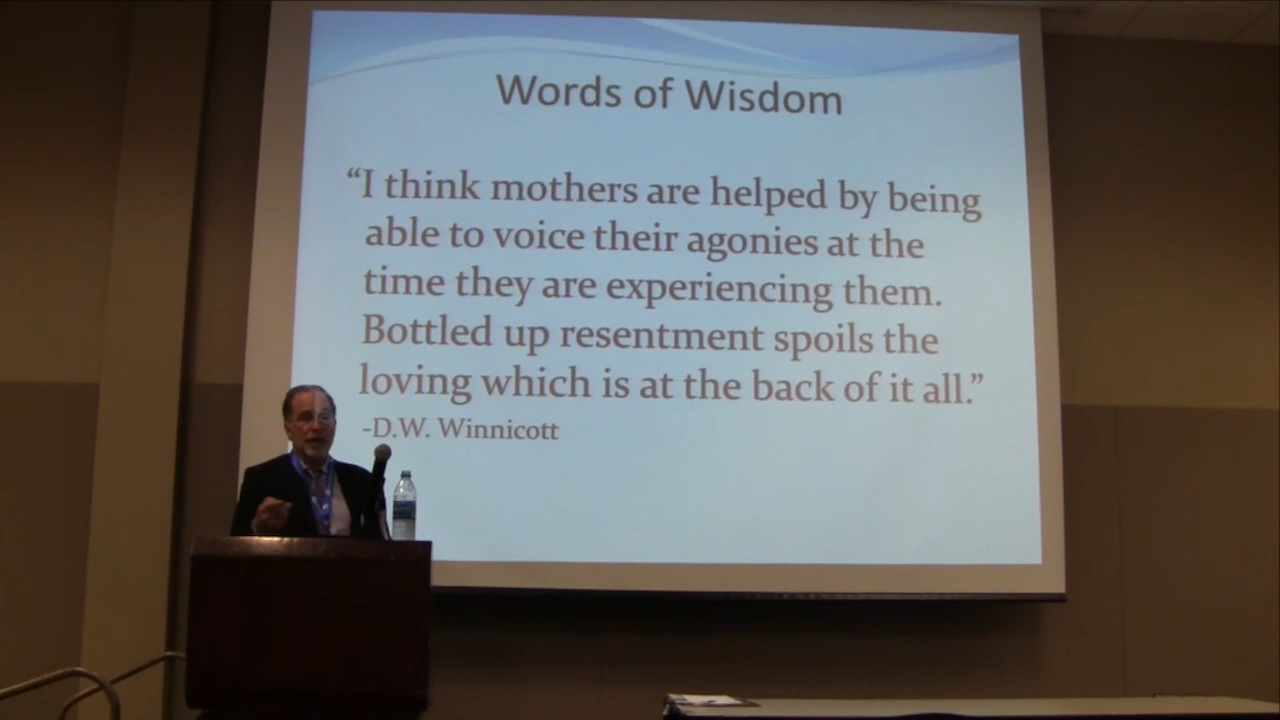 Words of Wisdom
“I think mothers are helped by being
able to voice their agonies at the
time they are experiencing them.
Bottled up resentment spoils the
loving which is at the back of it all.”
-D.W. Winnicott